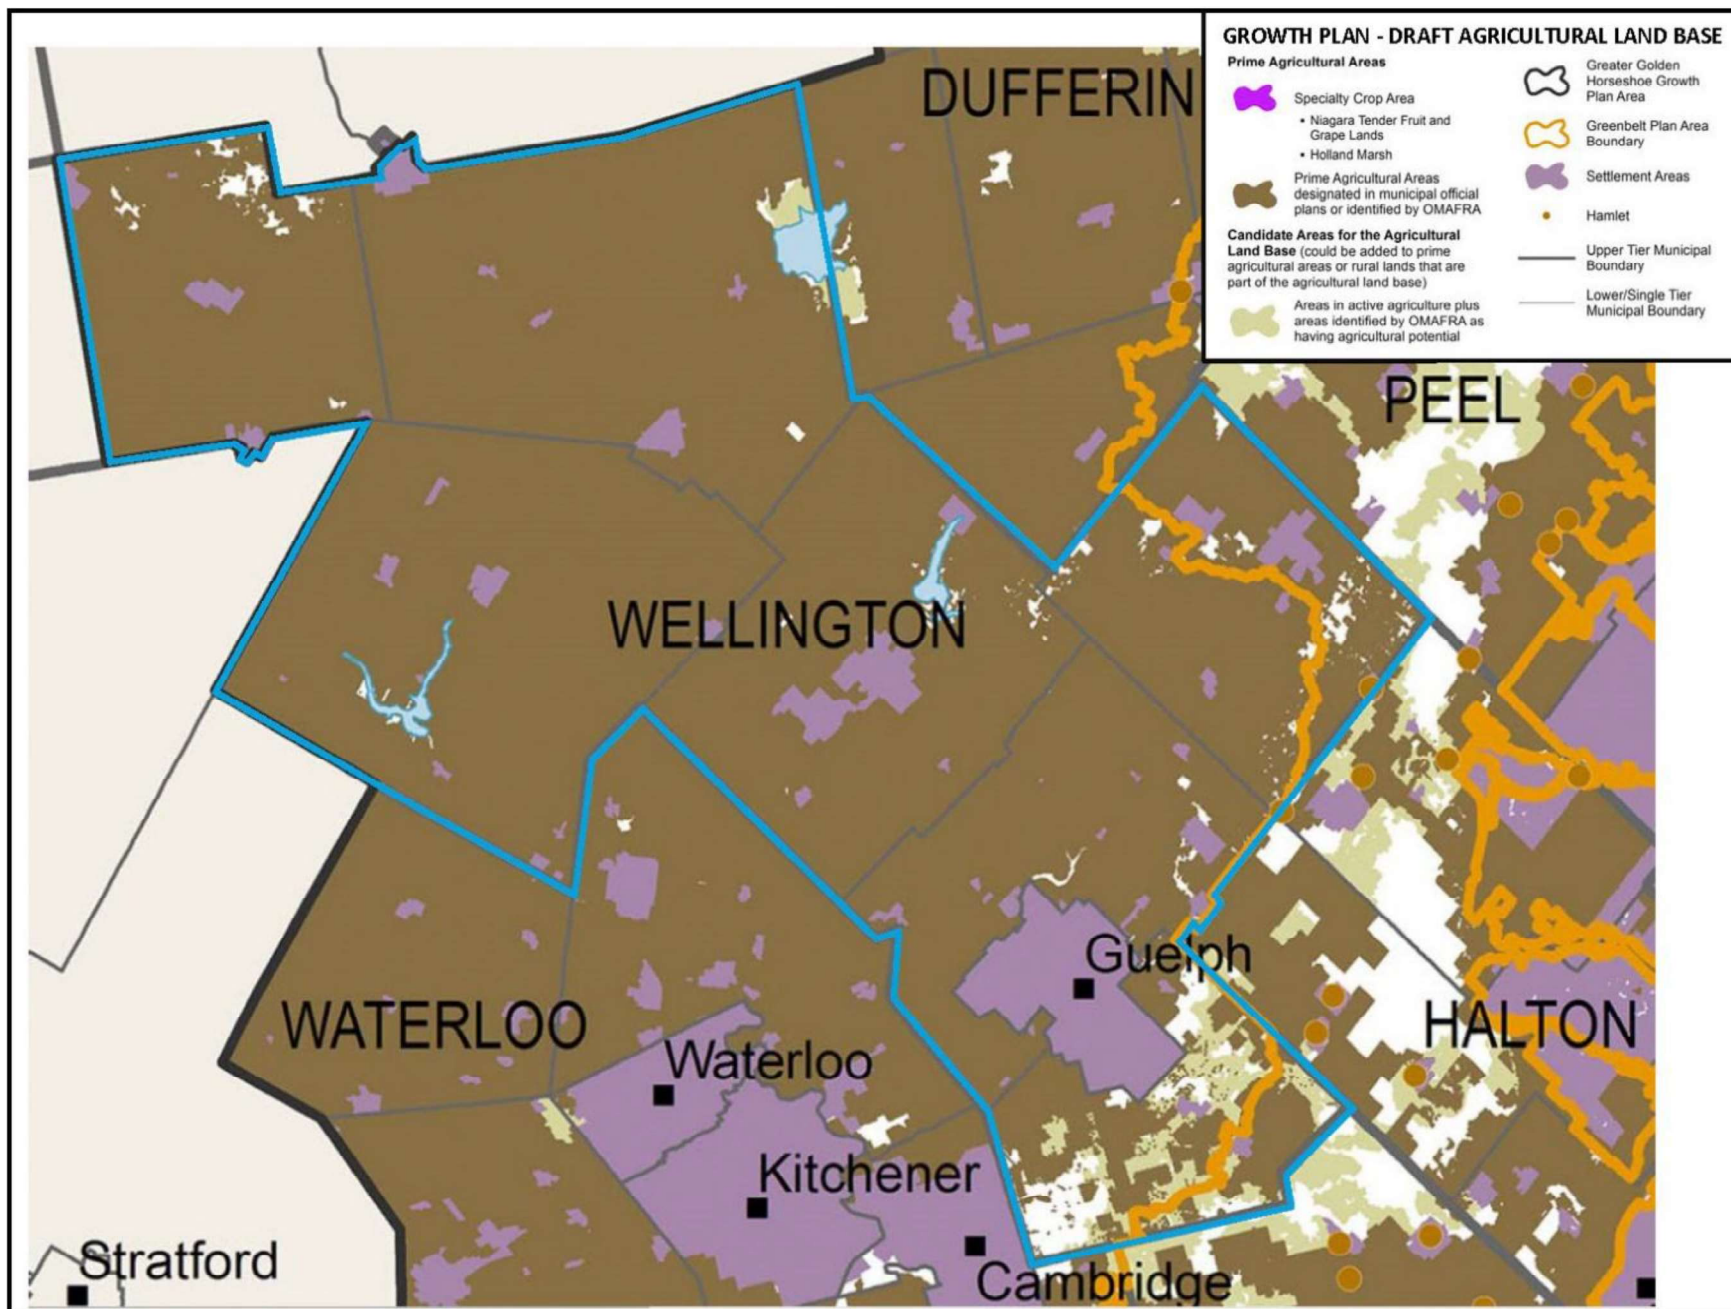 GROWTH PLAN - DRAFT AGRICULTURAL LAND BASE
Prime Agricultural Areas
Specialty Crop Area
• Niagara Tender Fruit and
Grape Lands
• Holland Marsh
Prime Agricultural Areas
designated in municipal official
plans or identified by OMAFRA
Candidate Areas for the Agricultural
Land Base (could be added to prime
agricultural areas or rural lands that are
part of the agricultural land base)
Areas in active agriculture plus
areas identified by OMAFRA as
having agricultural potential
Greater Golden
Horseshoe Growth
Plan Area
Greenbelt Plan Area
Boundary
Settlement Areas
Hamlet
Upper Tier Municipal
Boundary
Lower/Single Tier
Municipal Boundary
DUFFERIN
PEEL
WELLINGTON
Guelph
WATERLOO
HALTON
Waterloo
Kitchener
Stratford
Cambridge